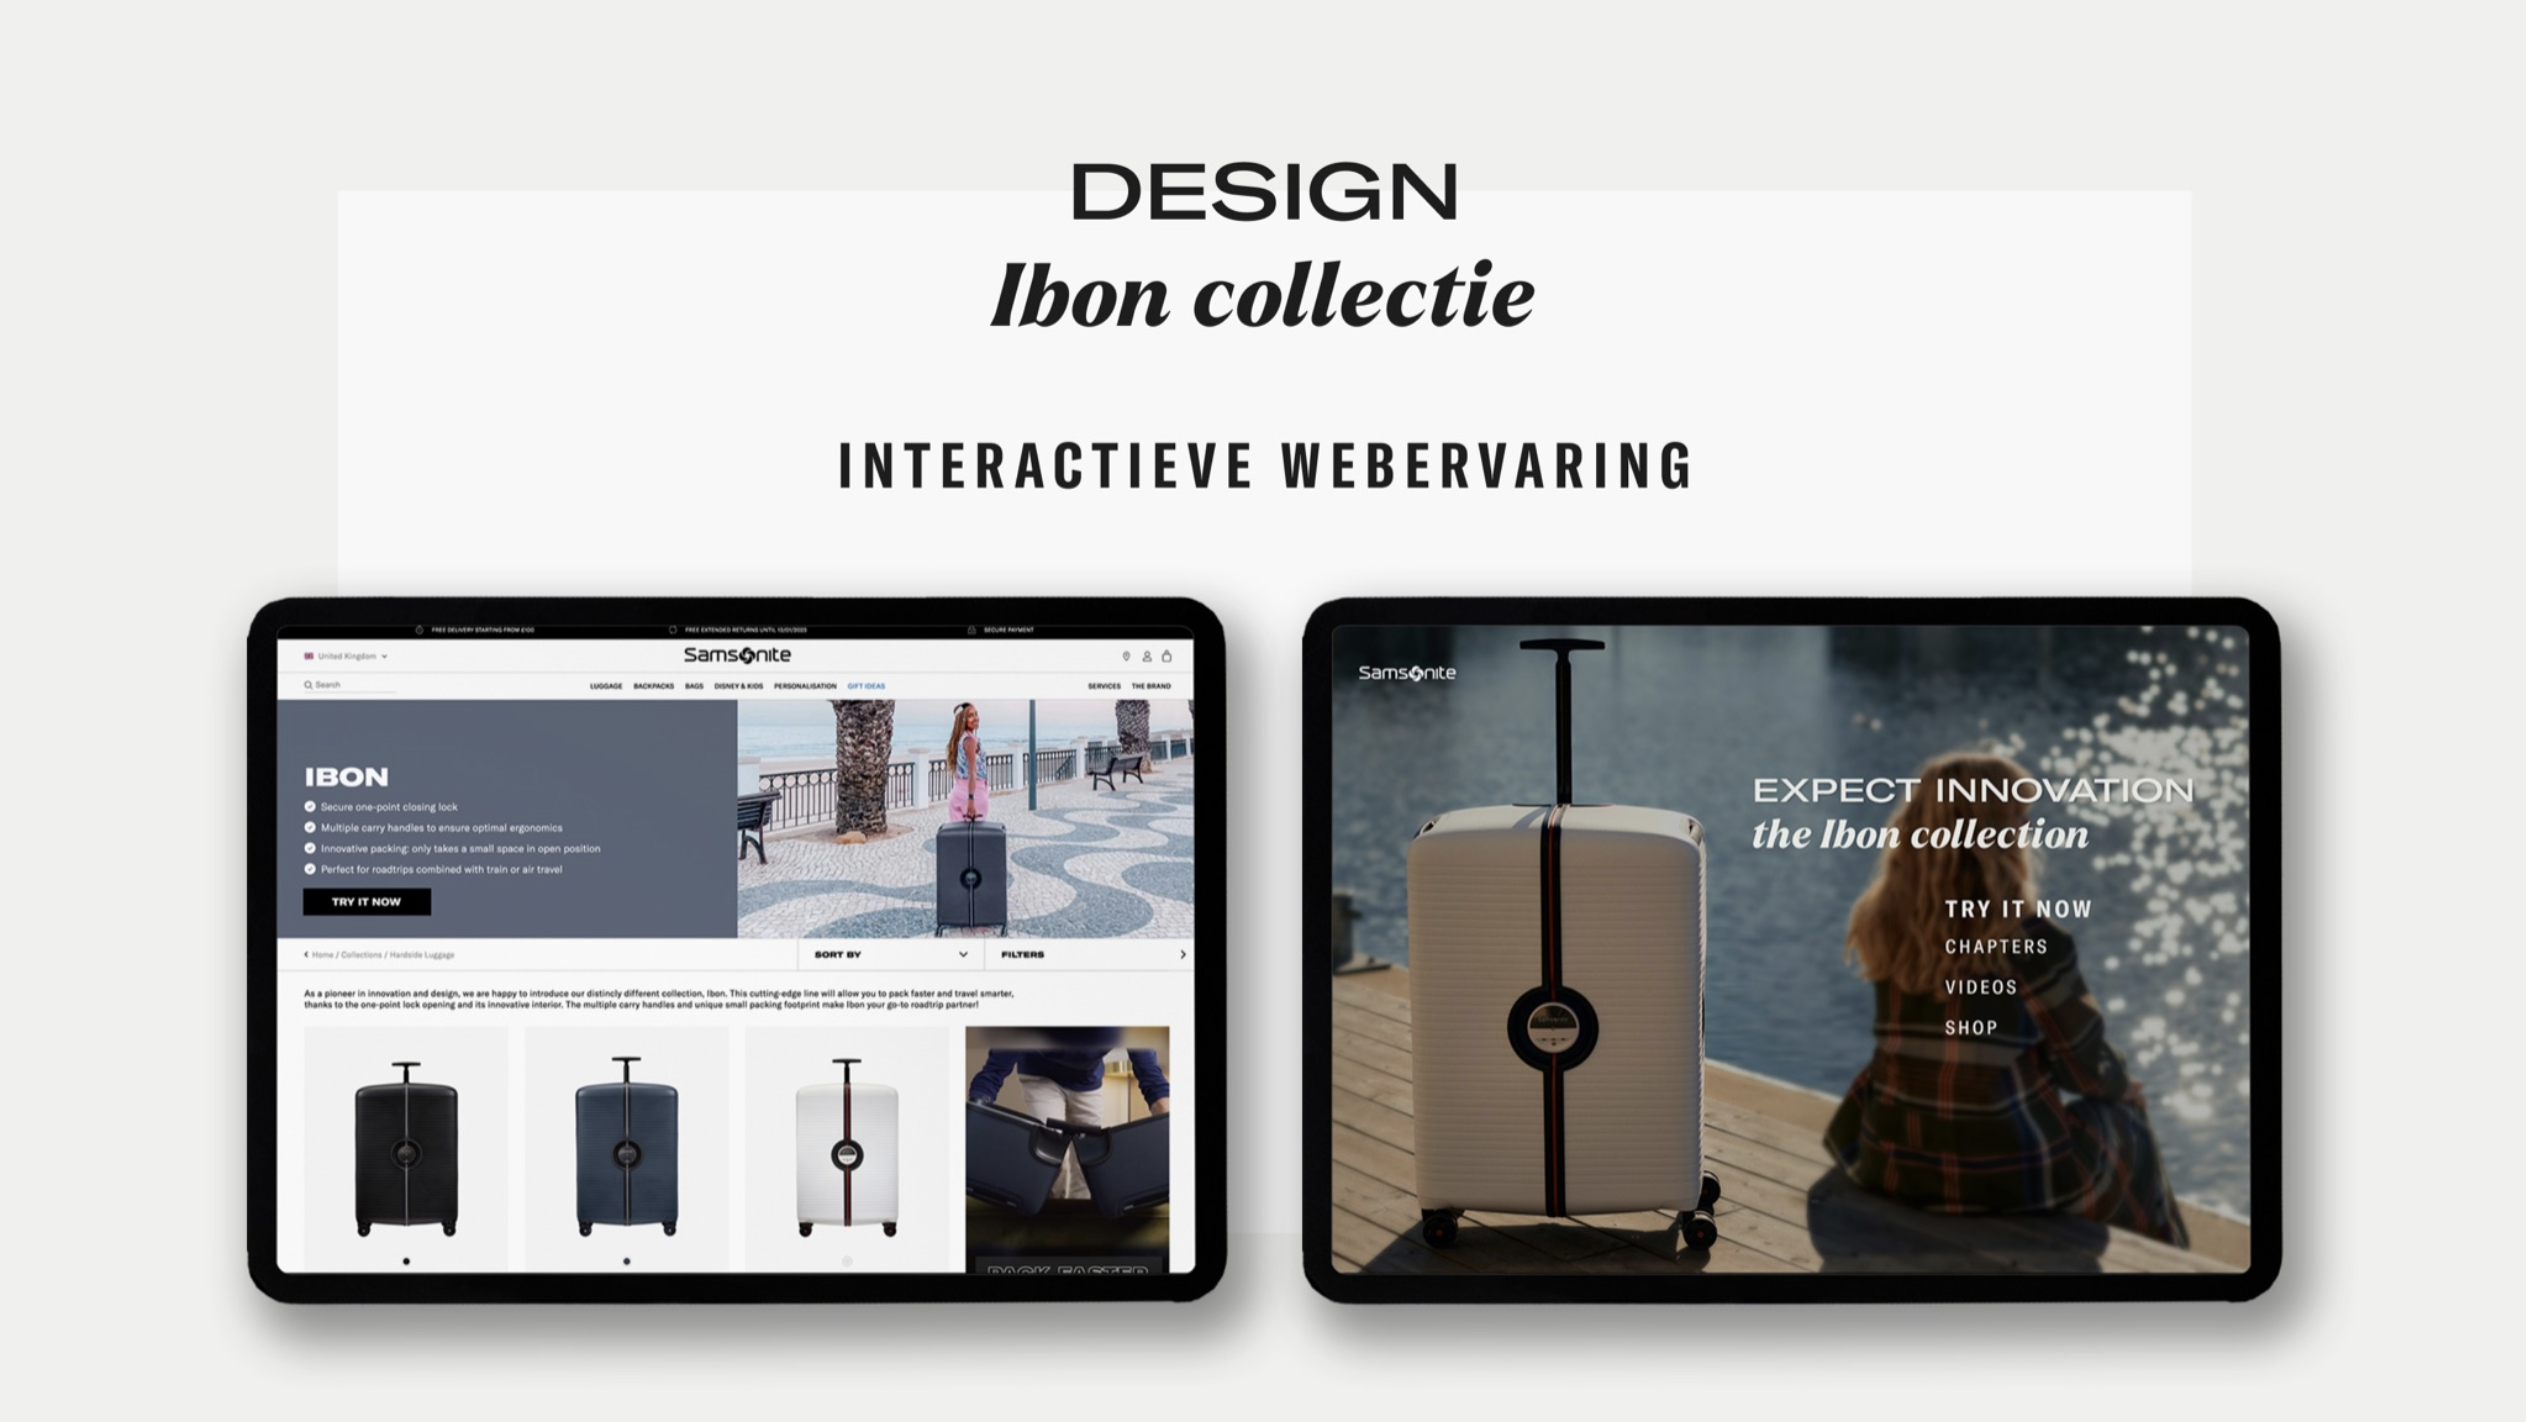 DESIGN
Ibon collectie
INTERACTIEVE WEBERVARING
FREE DELIVERY STARTING FROM £100
FREE EXTENDED RETURNS UNTIL 13/01/2023
SECURE PAYMENT
United Kingdom
Samsonite
Search
LUGGAGE BACKPACKS BAGS DISNEY & KIDS PERSONALISATION GIFT IDEAS SERVICES THE BRAND
IBON
Secure one-point closing lock
Multiple carry handles to ensure optimal ergonomics
Innovative packing: only takes a small space in open position
Perfect for roadtrips combined with train or air travel
TRY IT NOW
Home / Collections / Hardside Luggage
SORT BY
FILTERS
As a pioneer in innovation and design, we are happy to introduce our distinctly different collection, Ibon. This cutting-edge line will allow you to pack faster and travel smarter,
thanks to the one-point lock opening and its innovative interior. The multiple carry handles and unique small packing footprint make Ibon your go-to roadtrip partner!
PACK FASTER
Samsonite
EXPECT INNOVATION
the Ibon collection
TRY IT NOW
CHAPTERS
VIDEOS
SHOP